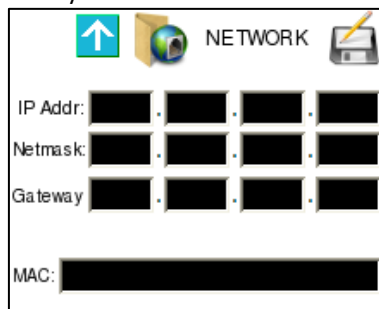 NETWORK
IP Addr: . . .
Netmask: . . .
Gateway . . .
MAC: